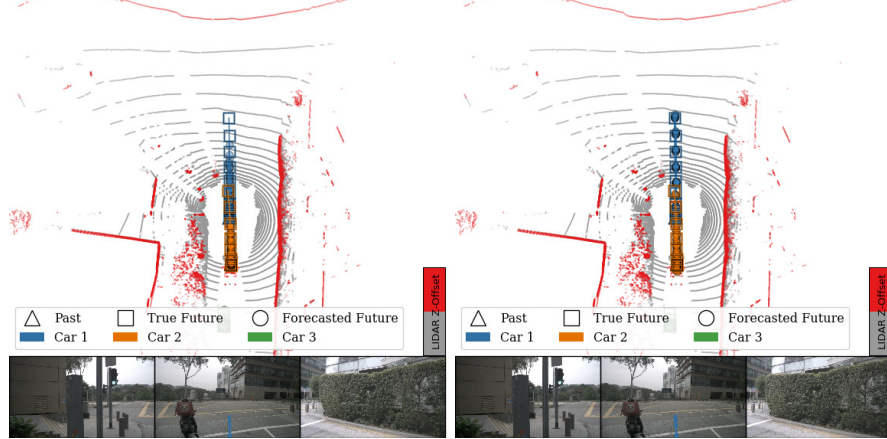 LIDAR Z-Offset
Past
True Future
Forecasted Future
Car 1
Car 2
Car 3
LIDAR Z-Offset
Past
True Future
Forecasted Future
Car 1
Car 2
Car 3